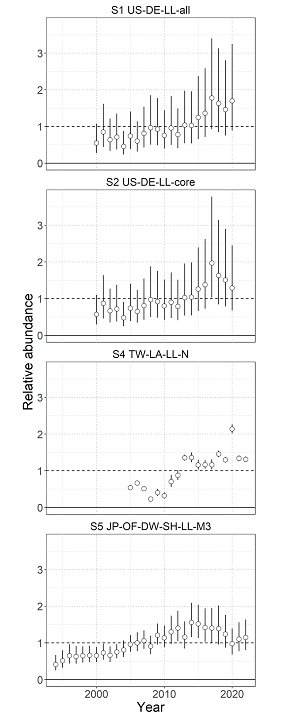 S1 US-DE-LL-all
3
2
1
0
S2 US-DE-LL-core
3
2
1
0
S4 TW-LA-LL-N
3
2
1
0
S5 JP-OF-DW-SH-LL-M3
3
2
1
0
Relative abundance
2000 2010 2020
Year